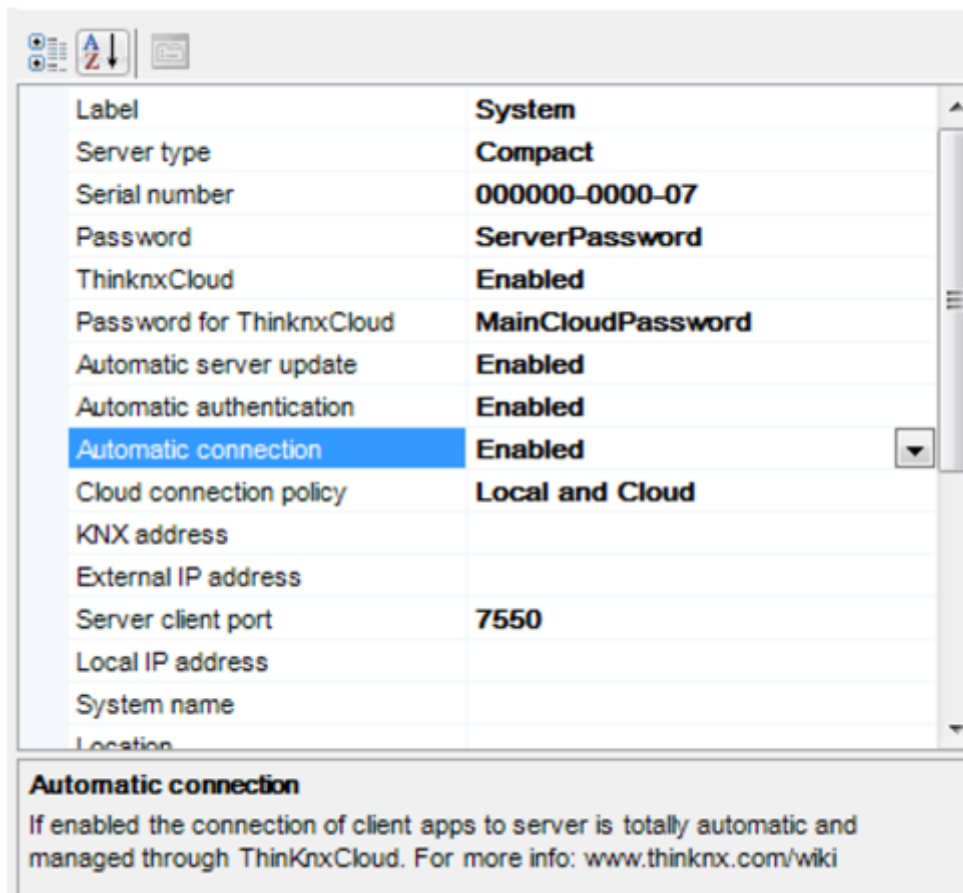 A
Z
Label System
Server type Compact
Serial number 000000-0000-07
Password ServerPassword
ThinknxCloud Enabled
Password for ThinknxCloud MainCloudPassword
Automatic server update Enabled
Automatic authentication Enabled
Automatic connection Enabled
Cloud connection policy Local and Cloud
KNX address
External IP address
Server client port 7550
Local IP address
System name
Location
Automatic connection
If enabled the connection of client apps to server is totally automatic and
managed through ThinKnxCloud. For more info: www.thinknx.com/wiki